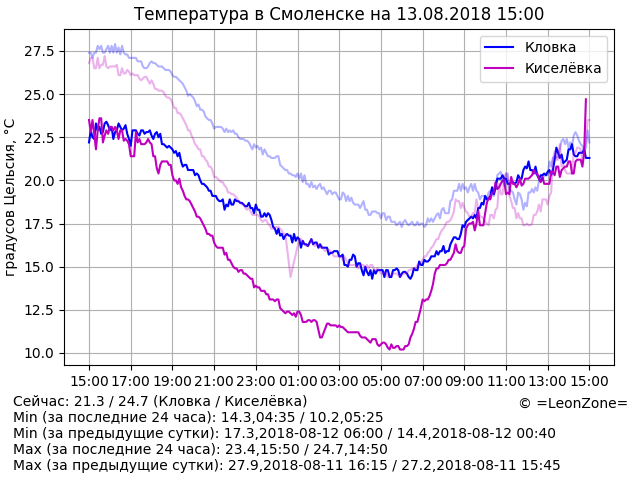 Температура в Смоленске на 13.08.2018 15:00
Кловка
Киселёвка
градусов Цельсия, °C
27.5
25.0
22.5
20.0
17.5
15.0
12.5
10.0
15:00 17:00 19:00 21:00 23:00 01:00 03:00 05:00 07:00 09:00 11:00 13:00 15:00
Сейчас: 21.3 / 24.7 (Кловка / Киселёвка)
© =LeonZone=
Min (за последние 24 часа): 14.3,04:35 / 10.2,05:25
Min (за предыдущие сутки): 17.3,2018-08-12 06:00 / 14.4,2018-08-12 00:40
Max (за последние 24 часа): 23.4,15:50 / 24.7,14:50
Max (за предыдущие сутки): 27.9,2018-08-11 16:15 / 27.2,2018-08-11 15:45